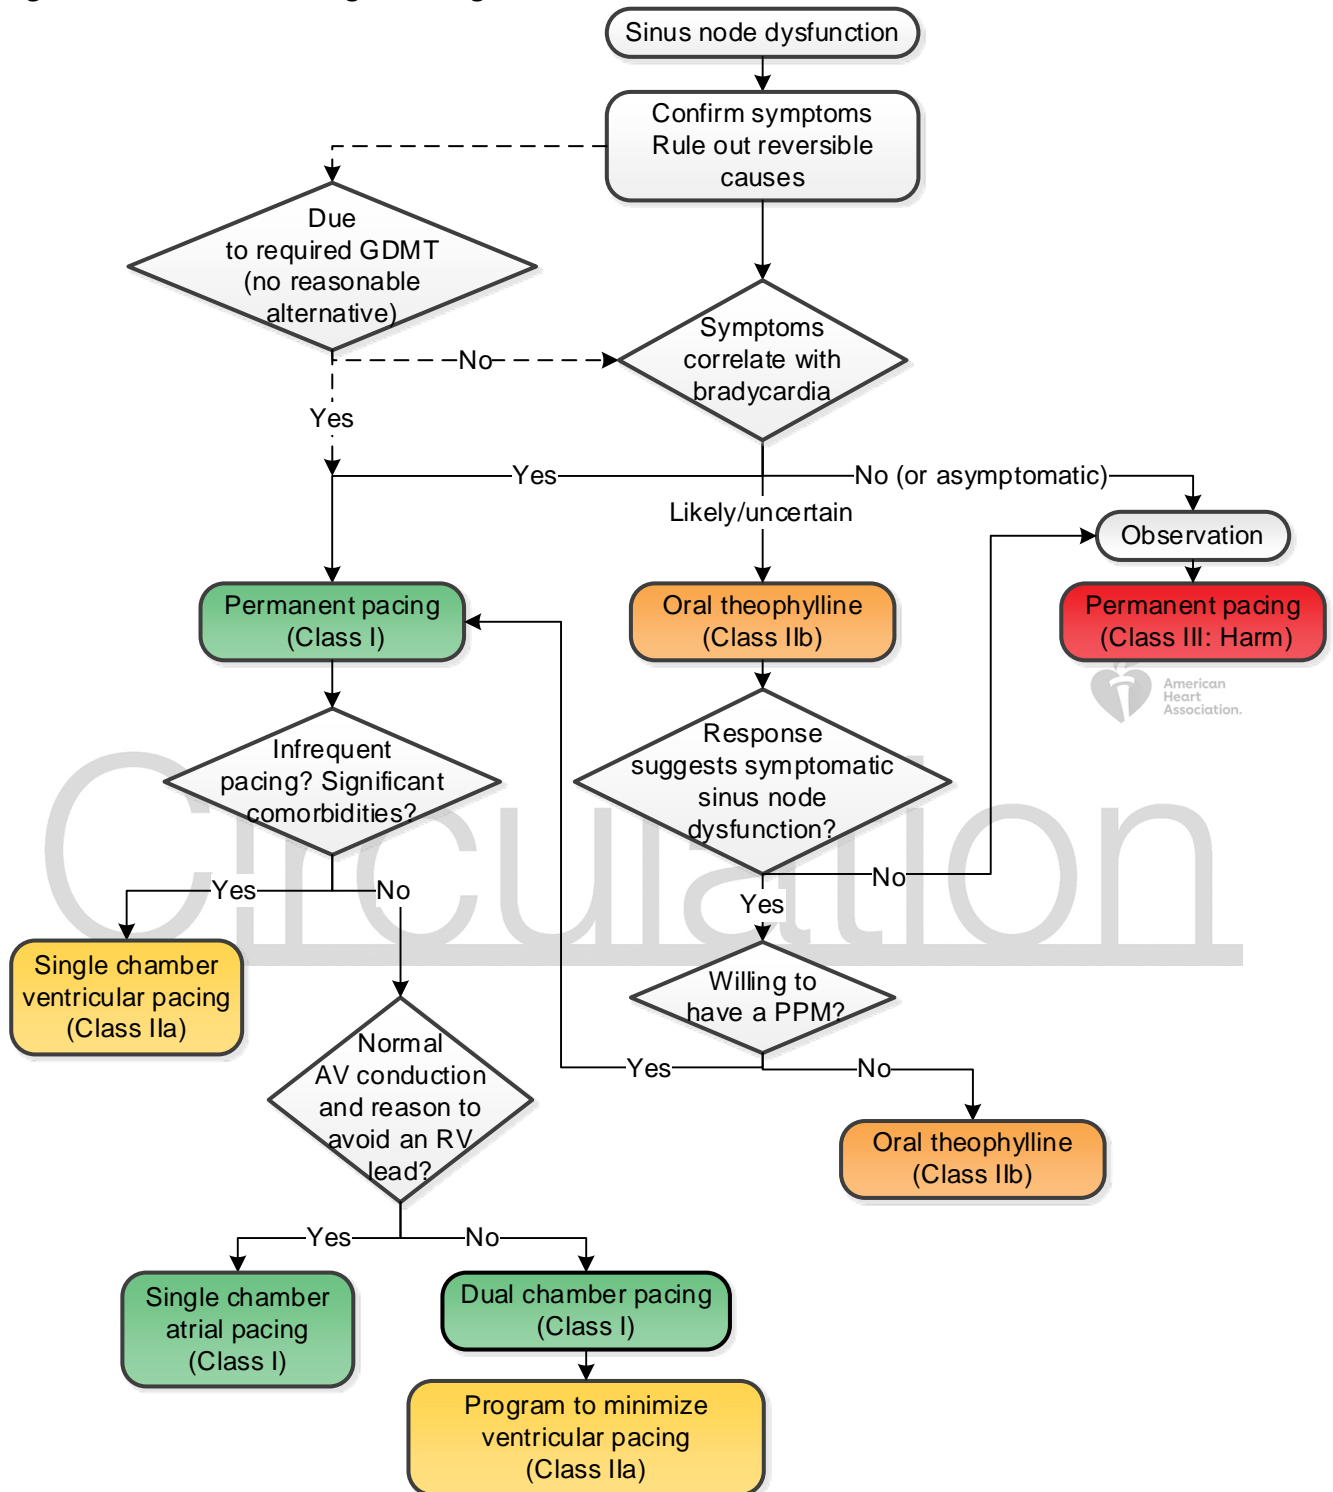 Sinus node dysfunction
Confirm symptoms
Rule out reversible
causes
Due
to required GDMT
(no reasonable
alternative)
No
Yes
Symptoms
correlate with
bradycardia
Yes
Likely/uncertain
No (or asymptomatic)
Observation
Permanent pacing
(Class I)
Oral theophylline
(Class IIb)
Permanent pacing
(Class III: Harm)
American
Heart
Association.
Infrequent
pacing? Significant
comorbidities?
Response
suggests symptomatic
sinus node
dysfunction?
Circulation
Yes
No
No
Yes
Single chamber
ventricular pacing
(Class IIa)
Willing to
have a PPM?
Normal
AV conduction
and reason to
avoid an RV
lead?
Yes
No
Oral theophylline
(Class IIb)
Yes
No
Single chamber
atrial pacing
(Class I)
Dual chamber pacing
(Class I)
Program to minimize
ventricular pacing
(Class IIa)